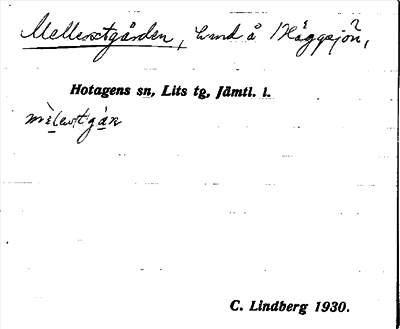 Mellerstgården, lund å Häggsjön?,
Hotagens sn, Lits tg, Jämtl. l.
C. Lindberg 1930.